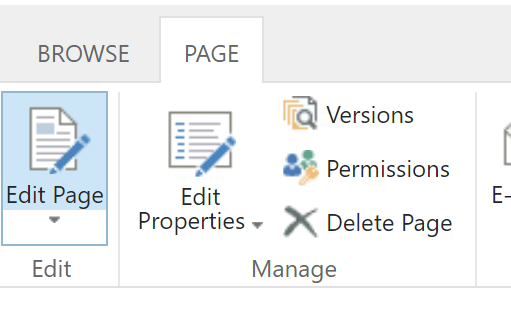 BROWSE
PAGE
Edit Page
Edit
Properties
Versions
Permissions
Delete Page
E-
Edit
Manage